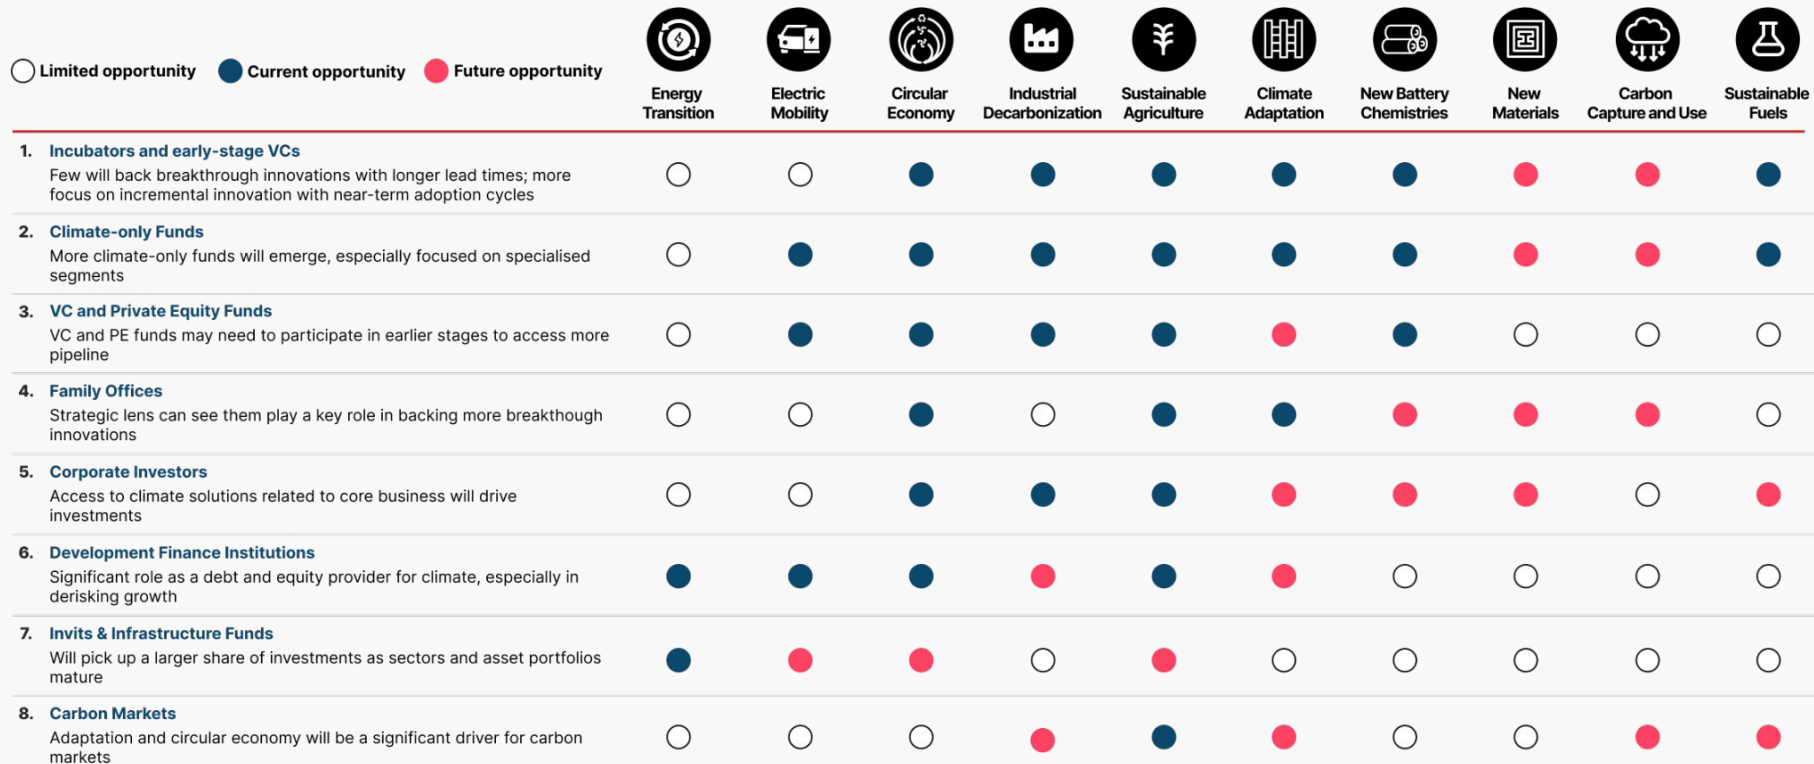 Limited opportunity
Current opportunity
Future opportunity
Energy
Transition
Electric
Mobility
Circular
Economy
Industrial
Decarbonization
Sustainable
Agriculture
Climate
Adaptation
New Battery
Chemistries
New
Materials
Carbon
Capture and Use
Sustainable
Fuels
1. Incubators and early-stage VCs
Few will back breakthrough innovations with longer lead times; more
focus on incremental innovation with near-term adoption cycles
2. Climate-only Funds
More climate-only funds will emerge, especially focused on specialised
segments
3. VC and Private Equity Funds
VC and PE funds may need to participate in earlier stages to access more
pipeline
4. Family Offices
Strategic lens can see them play a key role in backing more breakthough
innovations
5. Corporate Investors
Access to climate solutions related to core business will drive
investments
6. Development Finance Institutions
Significant role as a debt and equity provider for climate, especially in
derisking growth
7. Invits & Infrastructure Funds
Will pick up a larger share of investments as sectors and asset portfolios
mature
8. Carbon Markets
Adaptation and circular economy will be a significant driver for carbon
markets